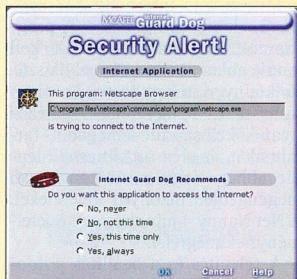 MCAFEE Internet
Guard Dog
Security Alert!
Internet Application
This program: Netscape Browser
C:\program files\netscape\communicator\program\netscape.exe
is trying to connect to the Internet.
Internet Guard Dog Recommends
Do you want this application to access the Internet?
No, never
No, not this time
Yes, this time only
Yes, always
OK Cancel Help